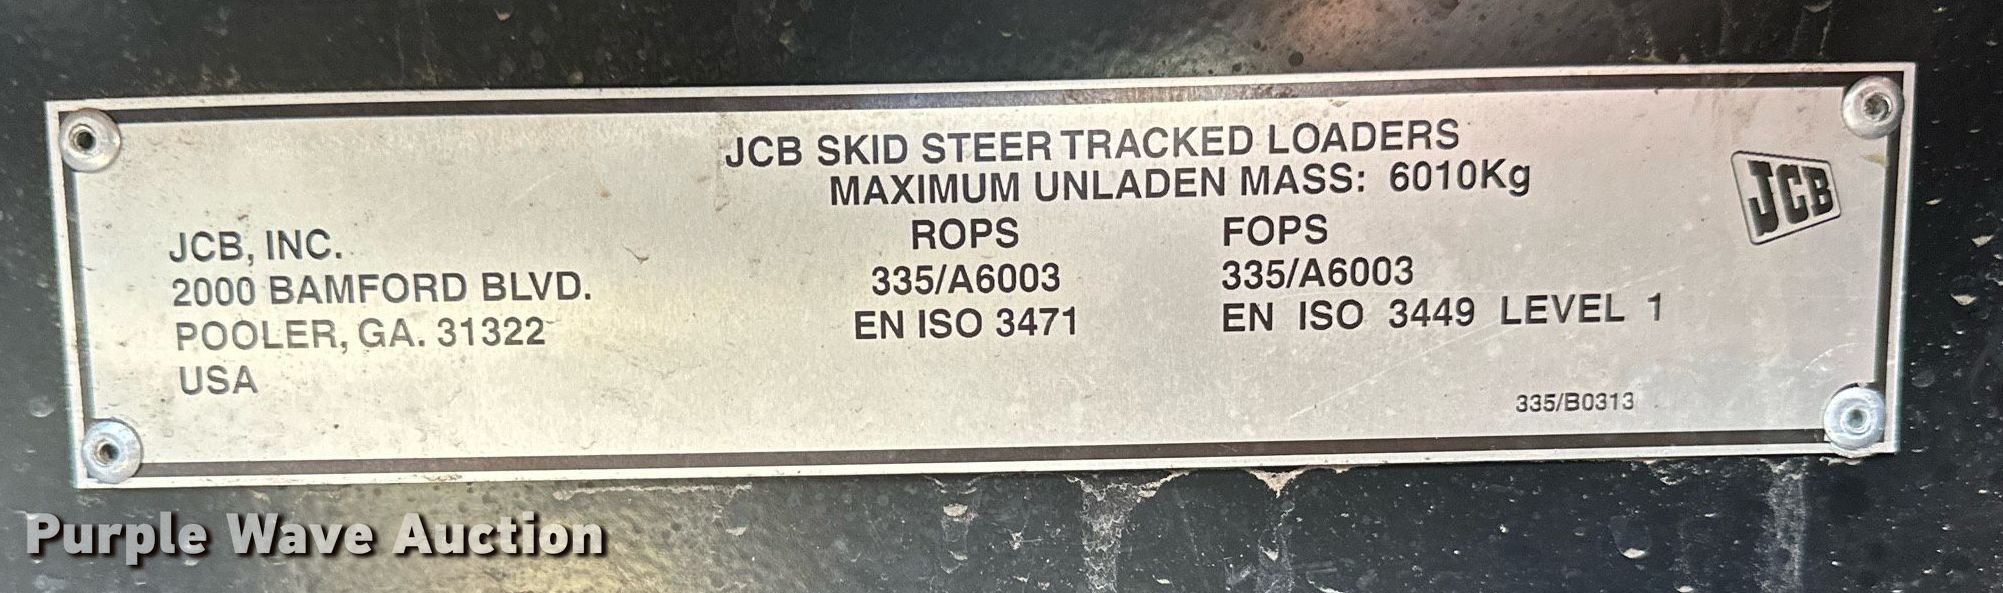 JCB SKID STEER TRACKED LOADERS
MAXIMUM UNLADEN MASS: 6010Kg
JCB
JCB, INC.
2000 BAMFORD BLVD.
POOLER, GA. 31322
USA
ROPS
335/A6003
EN ISO 3471
FOPS
335/A6003
EN ISO 3449 LEVEL 1
335/B0313
Purple Wave Auction